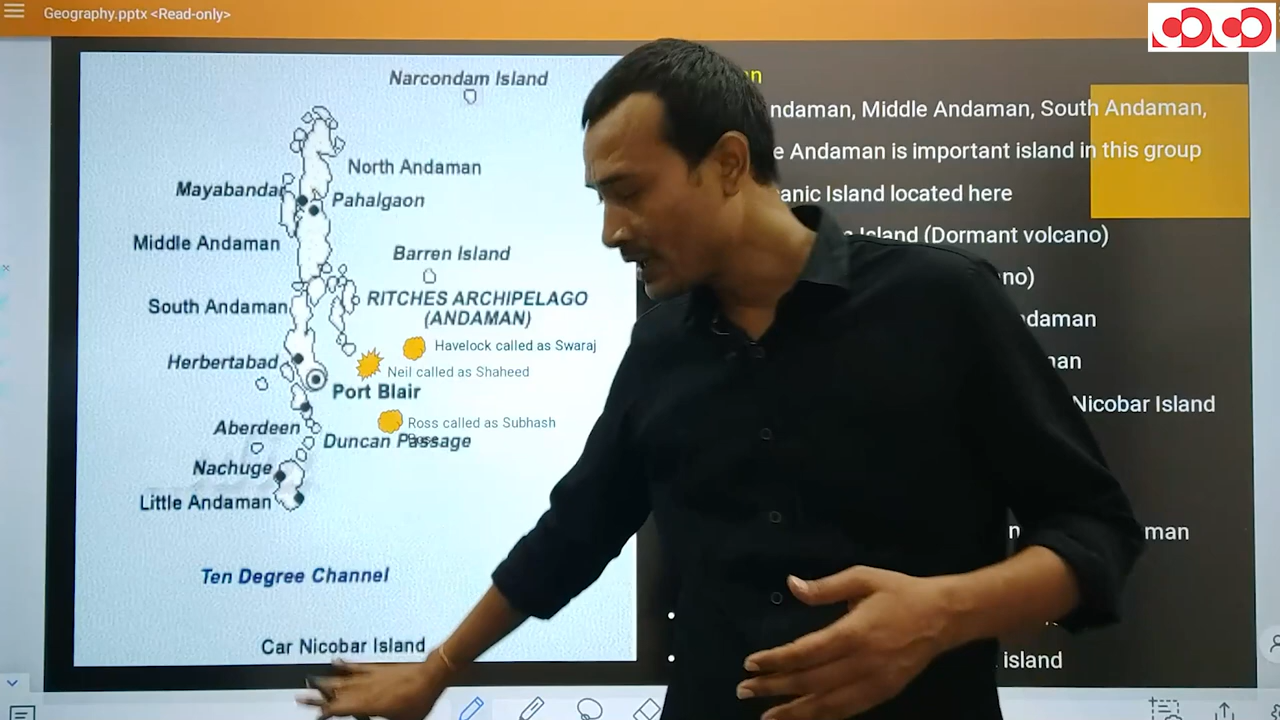 Geography.pptx <Read-only>
Narcondam Island
North Andaman
Mayabandar
Pahalgaon
Middle Andaman
Barren Island
South Andaman
RITCHES ARCHIPELAGO
(ANDAMAN)
Havelock called as Swaraj
Herbertabad
Neil called as Shaheed
Port Blair
Ross called as Subhash
Aberdeen
Duncan Passage
Nachuge
Little Andaman
Ten Degree Channel
Car Nicobar Island
ndaman, Middle Andaman, South Andaman,
e Andaman is important island in this group
anic Island located here
Island (Dormant volcano)
no)
daman
man
Nicobar Island
man
island